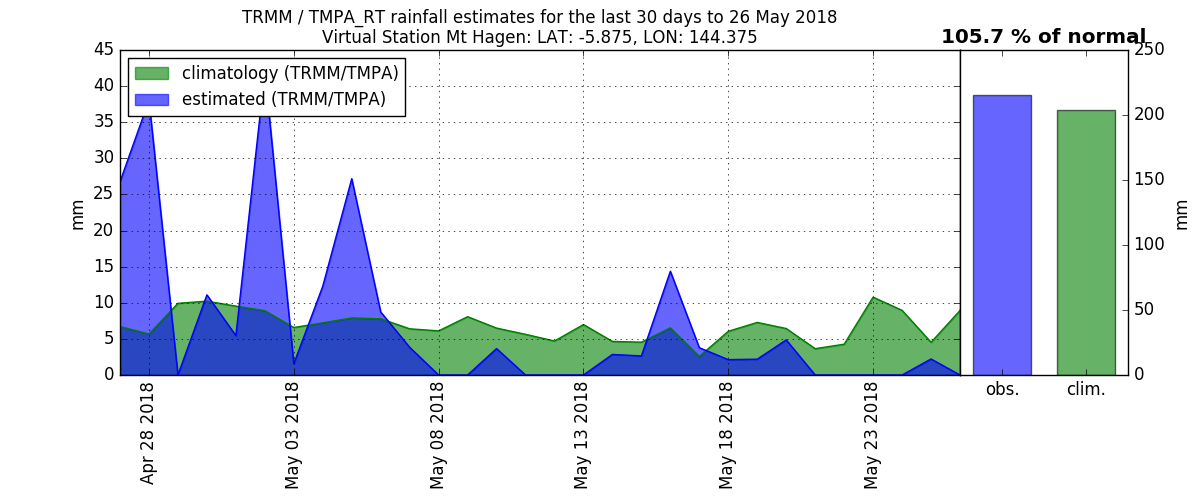 TRMM / TMPA_RT rainfall estimates for the last 30 days to 26 May 2018
Virtual Station Mt Hagen: LAT: -5.875, LON: 144.375
105.7 % of normal
climatology (TRMM/TMPA)
estimated (TRMM/TMPA)
mm
45
40
35
30
25
20
15
10
5
0
Apr 28 2018
May 03 2018
May 08 2018
May 13 2018
May 18 2018
May 23 2018
250
200
150
100
50
0
mm
obs.
clim.